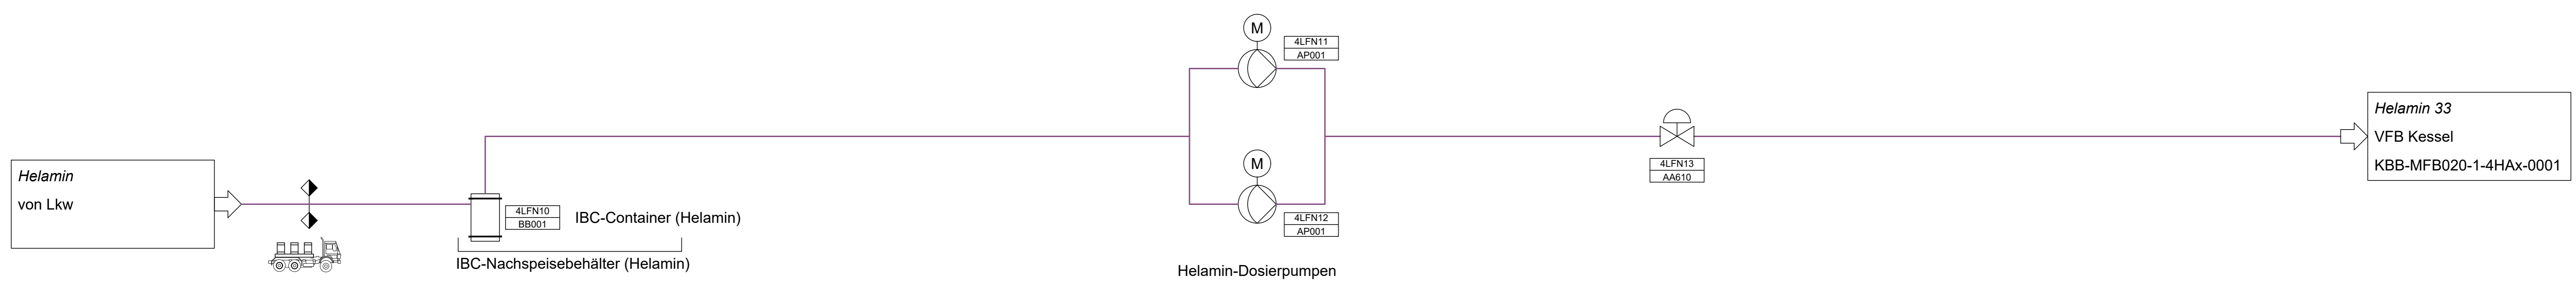 Helamin
von Lkw
4LFN10
BB001
IBC-Container (Helamin)
IBC-Nachspeisebehälter (Helamin)
M
4LFN11
AP001
M
4LFN12
AP001
Helamin-Dosierpumpen
4LFN13
AA610
Helamin 33
VFB Kessel
KBB-MFB020-1-4HAx-0001